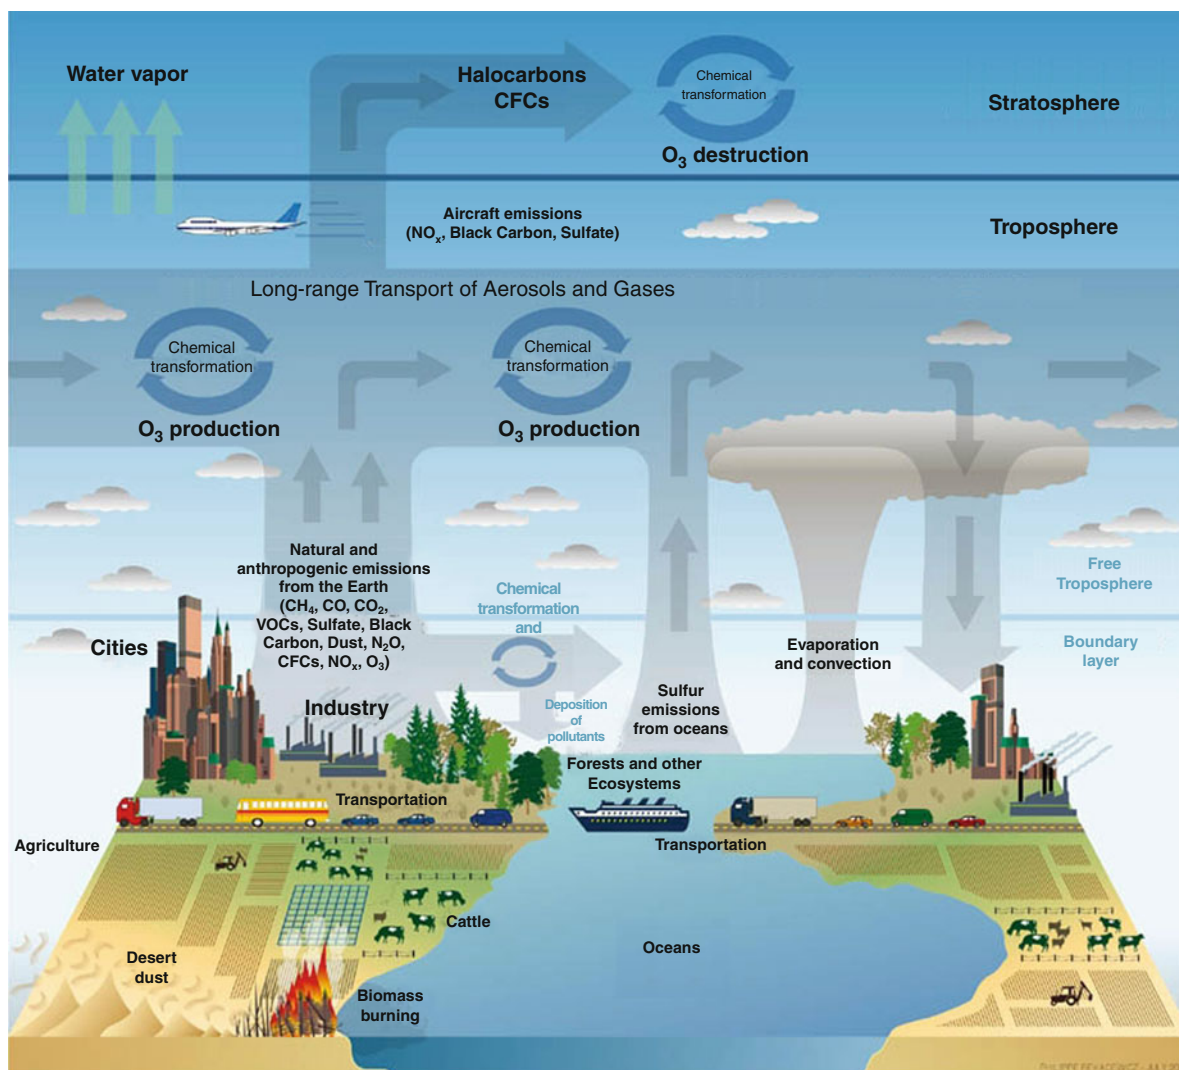 Water vapor
Halocarbons
CFCs
Chemical
transformation
O₃ destruction
Stratosphere
Aircraft emissions
(NOₓ, Black Carbon, Sulfate)
Troposphere
Long-range Transport of Aerosols and Gases
Chemical
transformation
O₃ production
Chemical
transformation
O₃ production
Natural and
anthropogenic emissions
from the Earth
(CH₄, CO, CO₂,
VOCs, Sulfate, Black
Carbon, Dust, N₂O,
CFCs, NOₓ, O₃)
Chemical
transformation
and
Free
Troposphere
Cities
Evaporation
and convection
Boundary
layer
Industry
Deposition
of
pollutants
Sulfur
emissions
from oceans
Forests and other
Ecosystems
Transportation
Transportation
Agriculture
Cattle
Oceans
Desert
dust
Biomass
burning